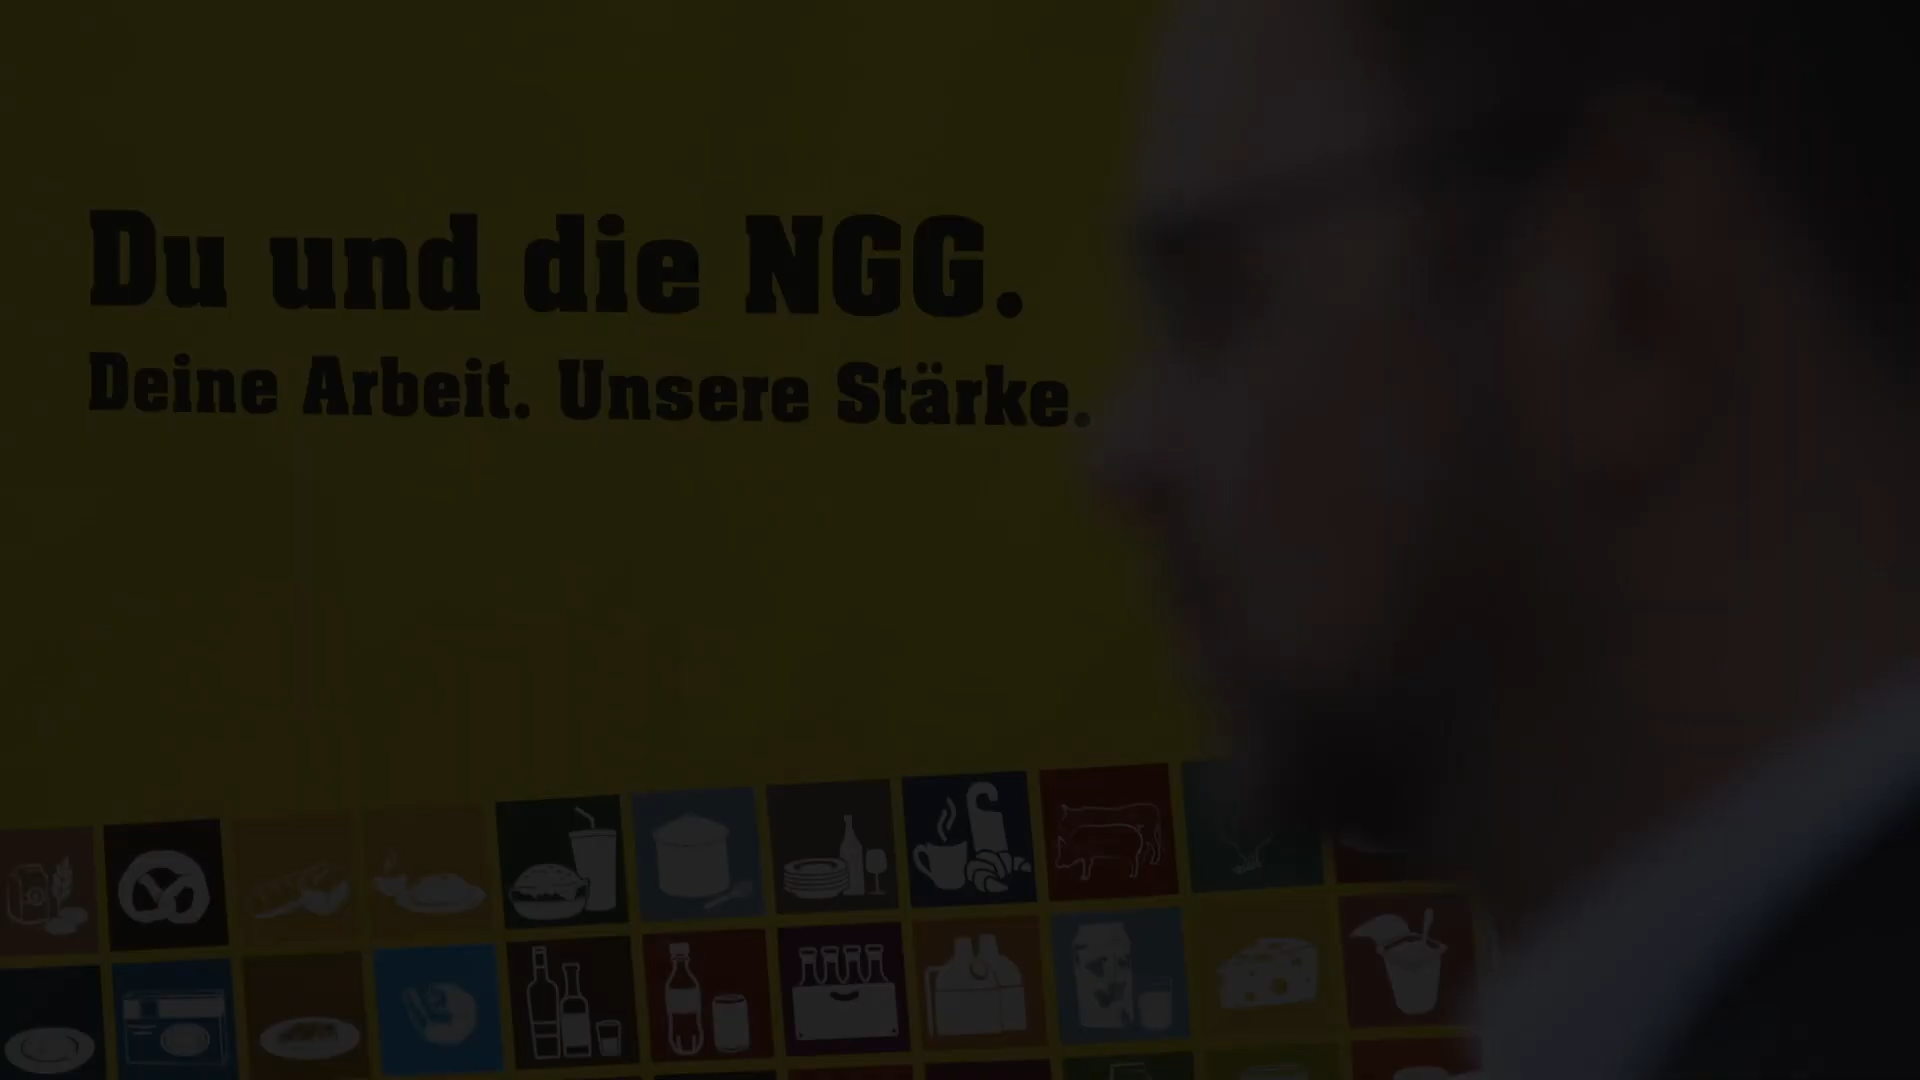 Du und die NGG.
Deine Arbeit. Unsere Stärke.